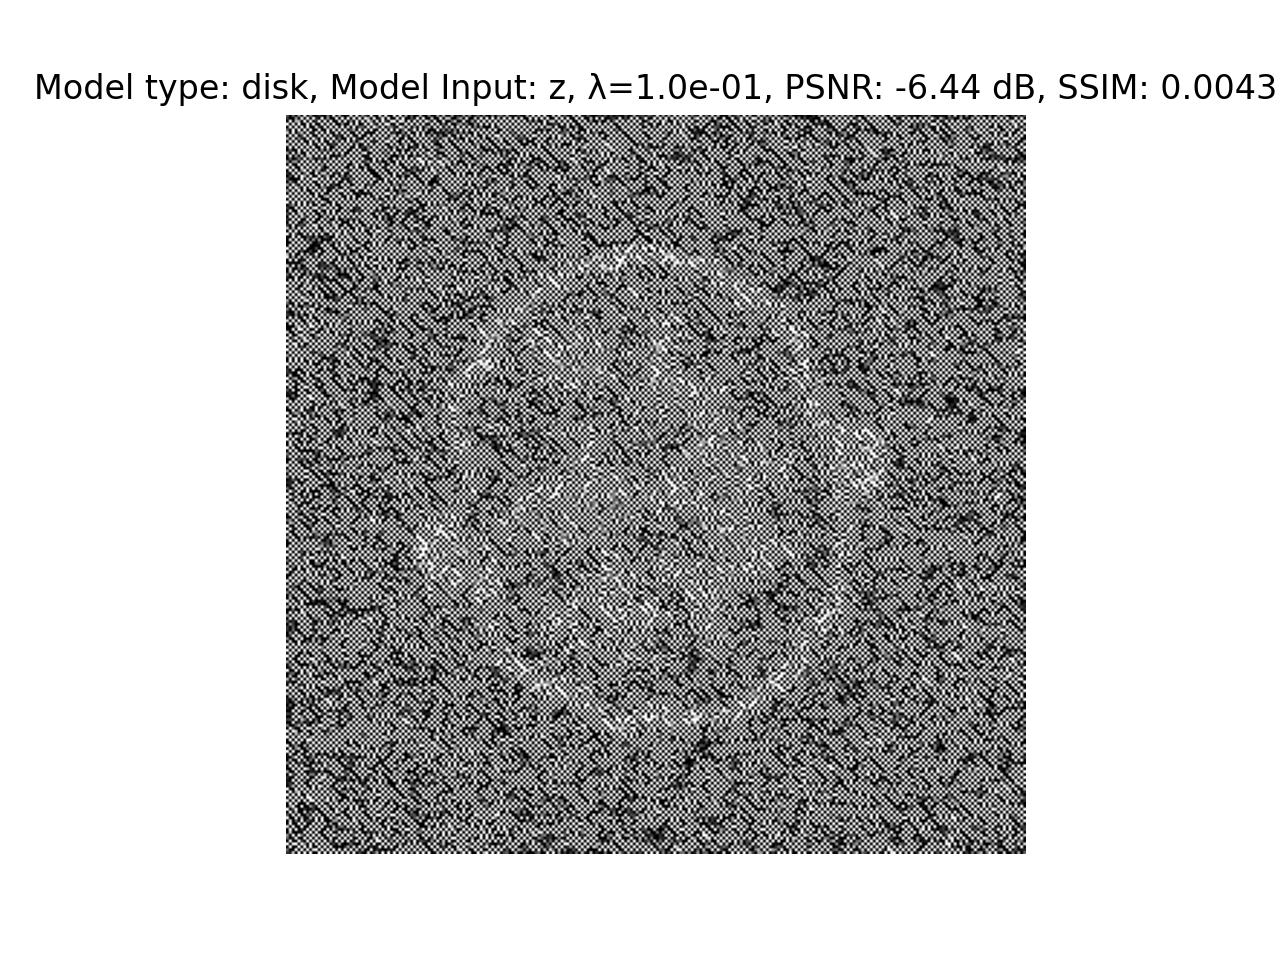 Model type: disk, Model Input: z, λ=1.0e-01, PSNR: -6.44 dB, SSIM: 0.0043